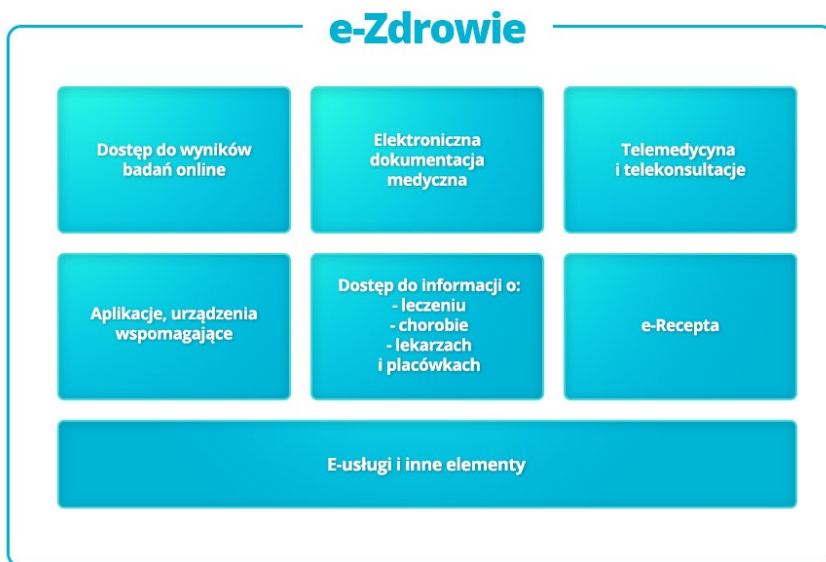 e-Zdrowie
Dostęp do wyników
badań online
Elektroniczna
dokumentacja
medyczna
Telemedycyna
i telekonsultacje
Aplikacje, urządzenia
wspomagające
Dostęp do informacji o:
- leczeniu
- chorobie
- lekarzach
i placówkach
e-Recepta
E-usługi i inne elementy